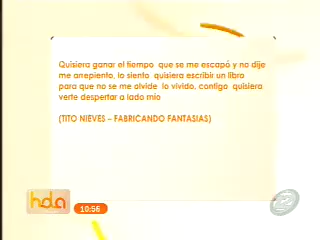 Quisiera ganar el tiempo que se me escapó y no dije
me arrepiento, lo siento quisiera escribir un libro
para que no se me olvide lo vivido, contigo quisiera
verte despertar a lado mío
(TITO NIEVES – FABRICANDO FANTASIAS)
hola
10:56
12